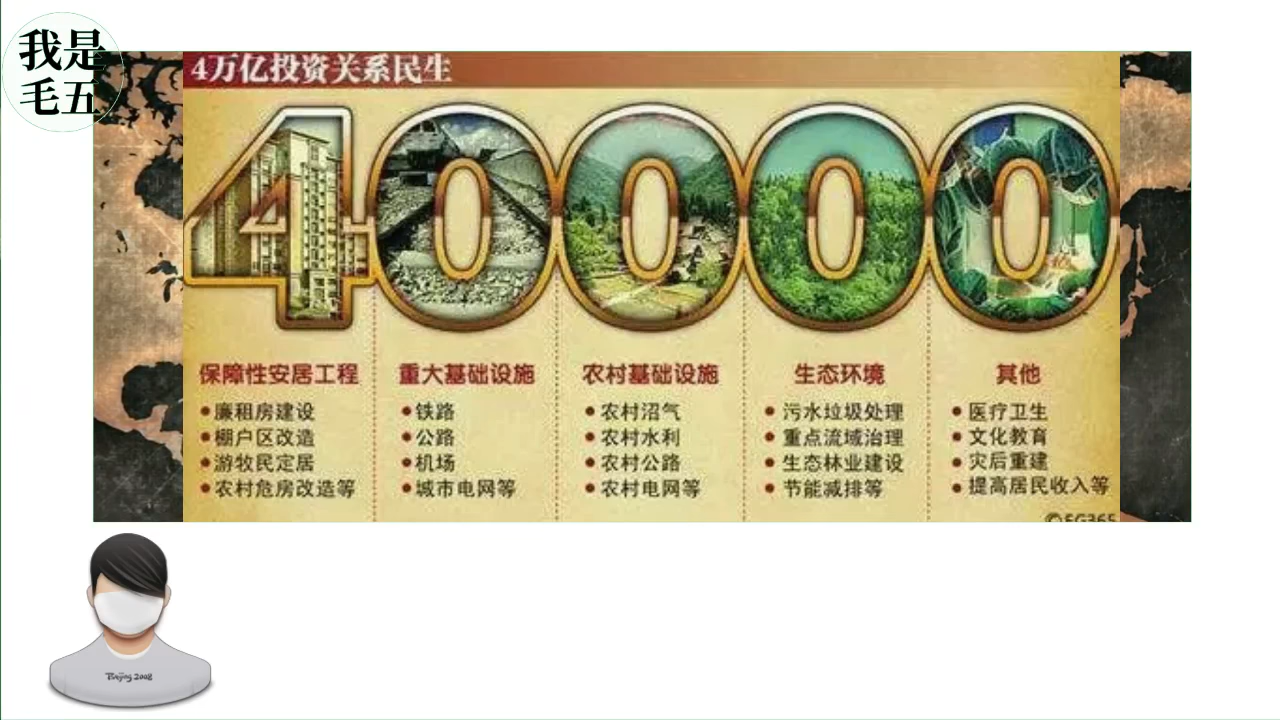 我是
毛五
4万亿投资关系民生
40000
保障性安居工程
●廉租房建设
●棚户区改造
●游牧民定居
●农村危房改造等
重大基础设施
●铁路
●公路
●机场
●城市电网等
农村基础设施
●农村沼气
●农村水利
●农村公路
●农村电网等
生态环境
●污水垃圾处理
●重点流域治理
●生态林业建设
●节能减排等
其他
●医疗卫生
●文化教育
●灾后重建
●提高居民收入等